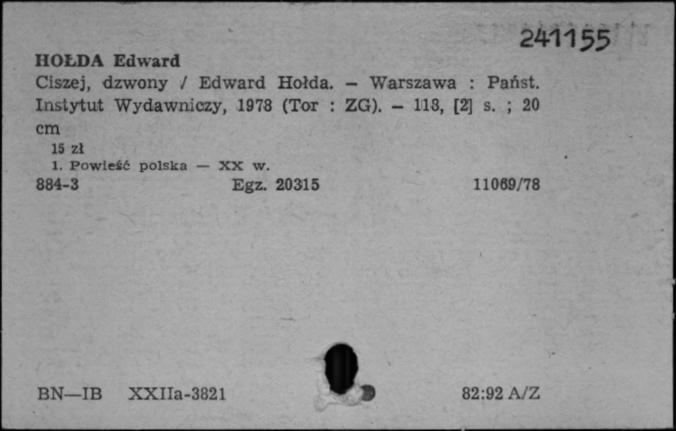 241155
HOŁDA Edward
Ciszej, dzwony / Edward Hołda. — Warszawa : Państ.
Instytut Wydawniczy, 1978 (Tor : ZG). — 118, [2] s. ; 20
cm
15 zł
1. Powieść polska — XX w.
884-3 Egz. 20315 11069/78
BN—IB XXIIa-3821 82:92 A/Z